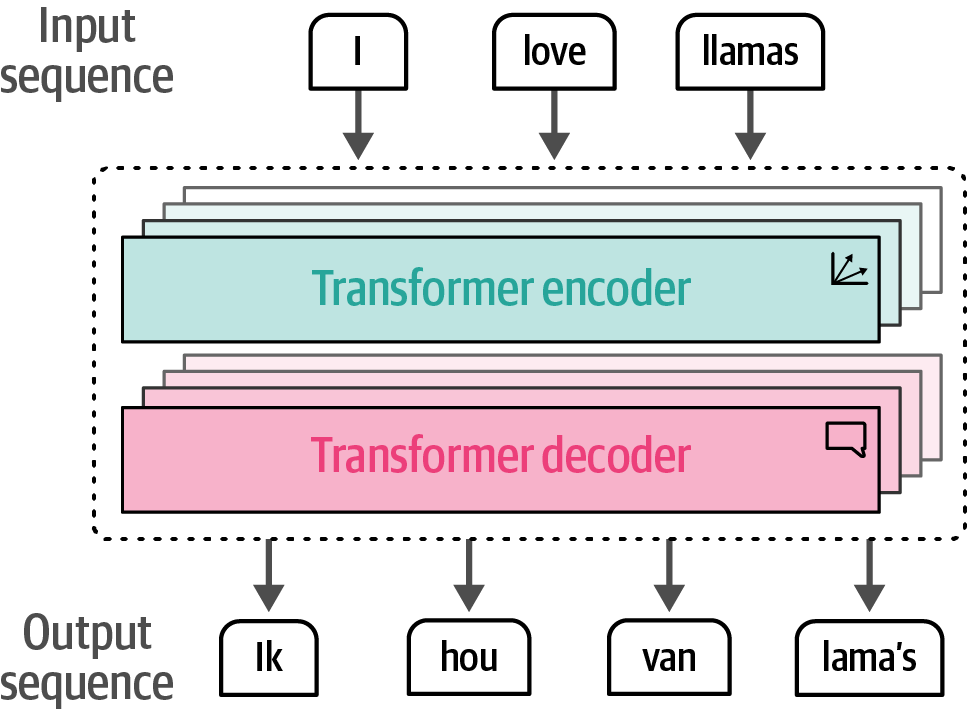 Input
sequence
I love llamas
Transformer encoder
Transformer decoder
Output
sequence
Ik hou van lama's